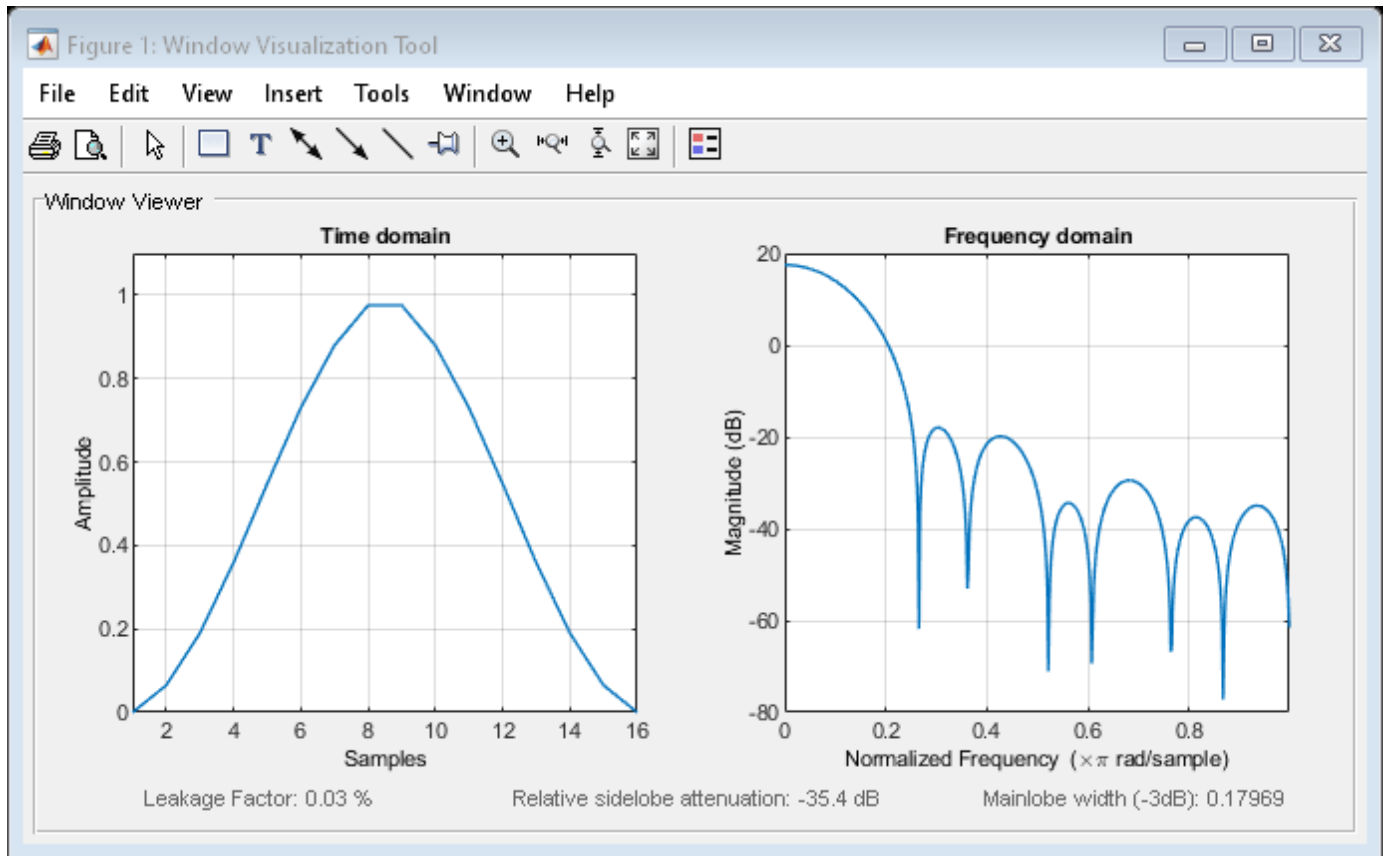 Figure 1: Window Visualization Tool
File Edit View Insert Tools Window Help
T
Window Viewer
Time domain
1
0.8
0.6
0.4
0.2
0
Amplitude
2 4 6 8 10 12 14 16
Samples
Frequency domain
20
0
-20
-40
-60
-80
Magnitude (dB)
0 0.2 0.4 0.6 0.8
Normalized Frequency (×π rad/sample)
Leakage Factor: 0.03 % Relative sidelobe attenuation: -35.4 dB Mainlobe width (-3dB): 0.17969